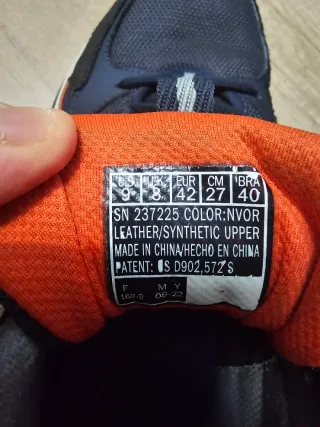 US UK EUR CM BRA
9 8 42 27 40
SN 237225 COLOR:NVOR
LEATHER/SYNTHETIC UPPER
MADE IN CHINA/HECHO EN CHINA
PATENT: US D902,572 S
F M Y
08-22